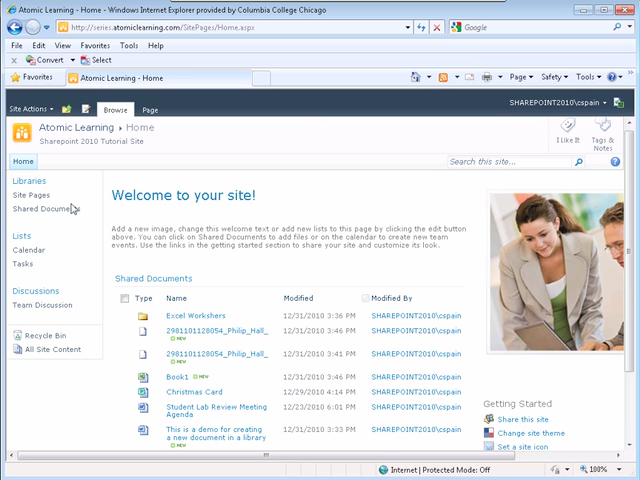 Atomic Learning - Home - Windows Internet Explorer provided by Columbia College Chicago
http://series.atomiclearning.com/SitePages/Home.aspx
Google
File Edit View Favorites Tools Help
x Convert Select
Favorites Atomic Learning - Home
Page Safety Tools
Site Actions Browse Page SHAREPOINT2010\cspain
Atomic Learning Home
Sharepoint 2010 Tutorial Site
I Like It
Tags &
Notes
Home
Search this site...
Libraries
Site Pages
Shared Documents
Lists
Calendar
Tasks
Discussions
Team Discussion
Recycle Bin
All Site Content
Welcome to your site!
Add a new image, change this welcome text or add new lists to this page by clicking the edit button
above. You can click on Shared Documents to add files or on the calendar to create new team
events. Use the links in the getting started section to share your site and customize its look.
Shared Documents
Type Name Modified Modified By
Excel Workshers 12/31/2010 3:36 PM SHAREPOINT2010\cspain
2981101128054_Philip_Hall_ 12/31/2010 3:46 PM SHAREPOINT2010\cspain
NEW
2981101128054_Philip_Hall_ 12/31/2010 3:41 PM SHAREPOINT2010\cspain
NEW
Book1 NEW 12/31/2010 3:46 PM SHAREPOINT2010\cspain
Christmas Card 12/29/2010 4:14 PM SHAREPOINT2010\cspain
Student Lab Review Meeting 12/23/2010 6:01 PM SHAREPOINT2010\cspain
Agenda
This is a demo for creating 12/31/2010 3:33 PM SHAREPOINT2010\cspain
a new document in a library
NEW
Getting Started
Share this site
Change site theme
Set a site icon
Internet | Protected Mode: Off
100%